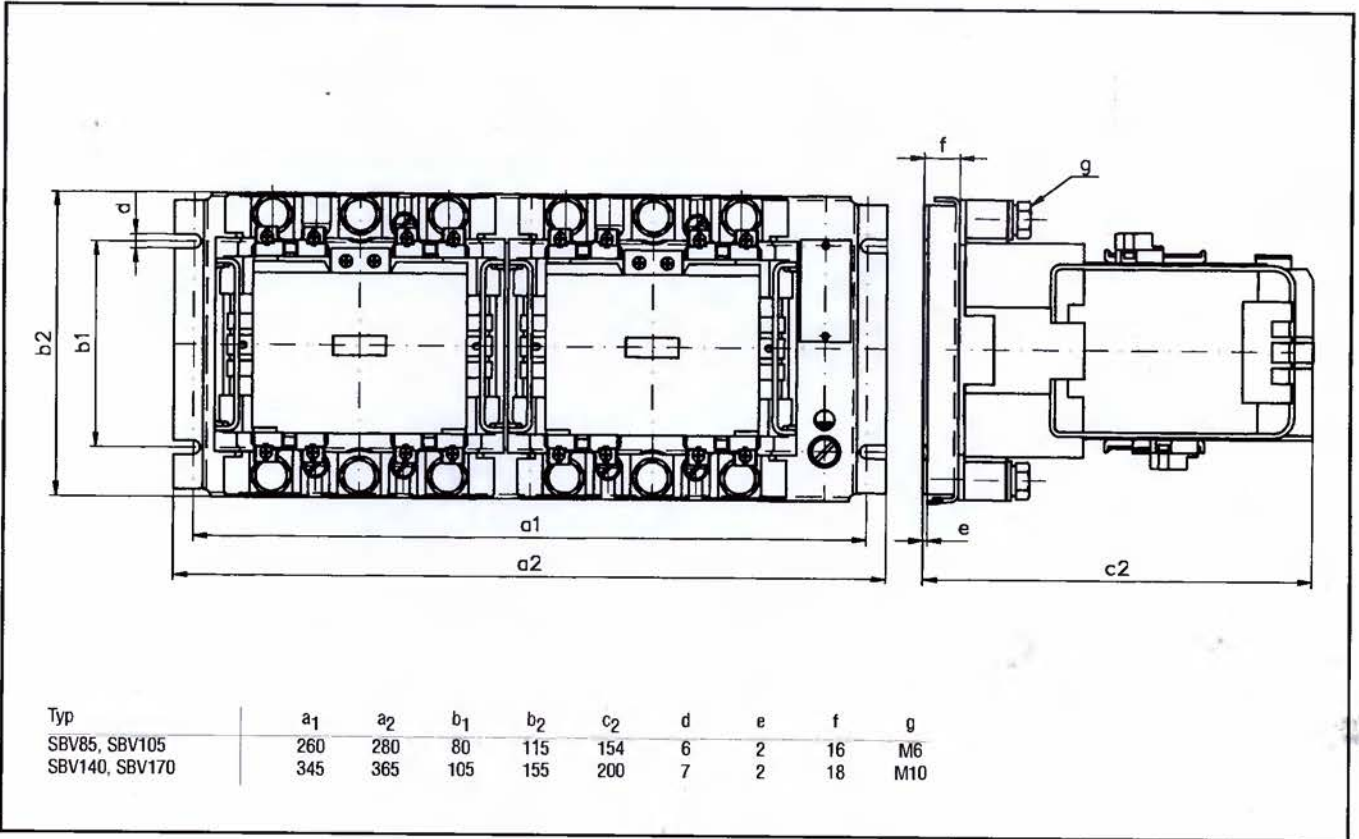 f
g
d
b2
b1
a1
a2
e
c2
Typ a1 a2 b1 b2 c2 d e f g
SBV85, SBV105 260 280 80 115 154 6 2 16 M6
SBV140, SBV170 345 365 105 155 200 7 2 18 M10